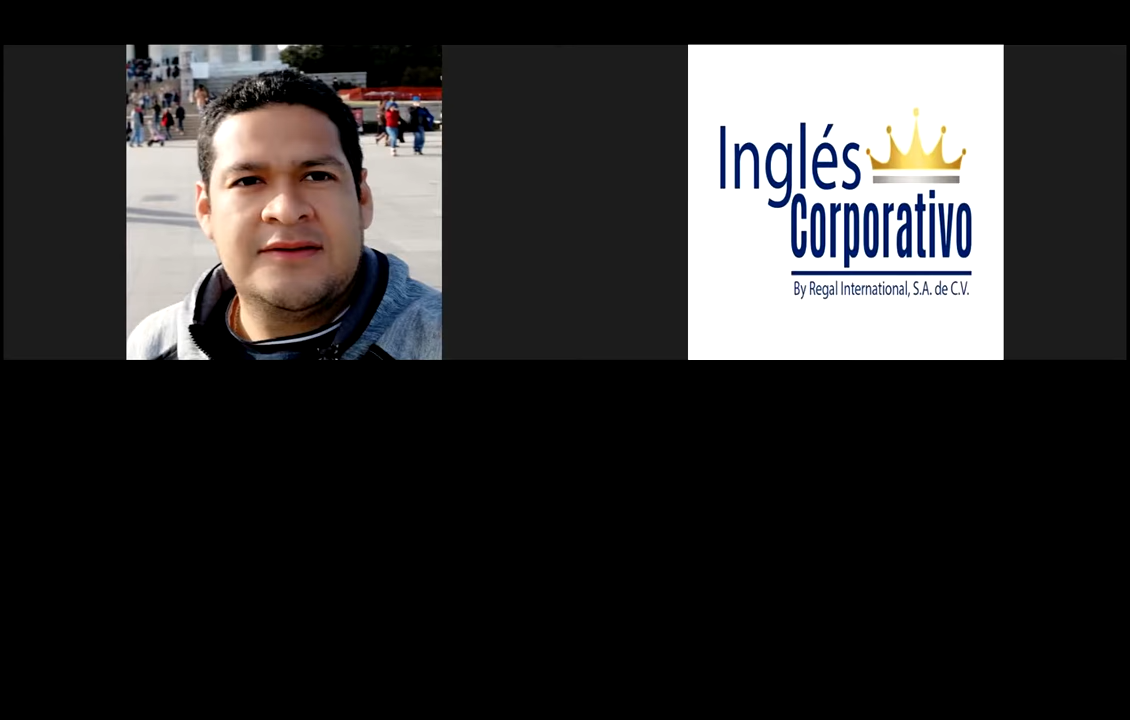 Inglés
Corporativo
By Regal International, S.A. de C.V.